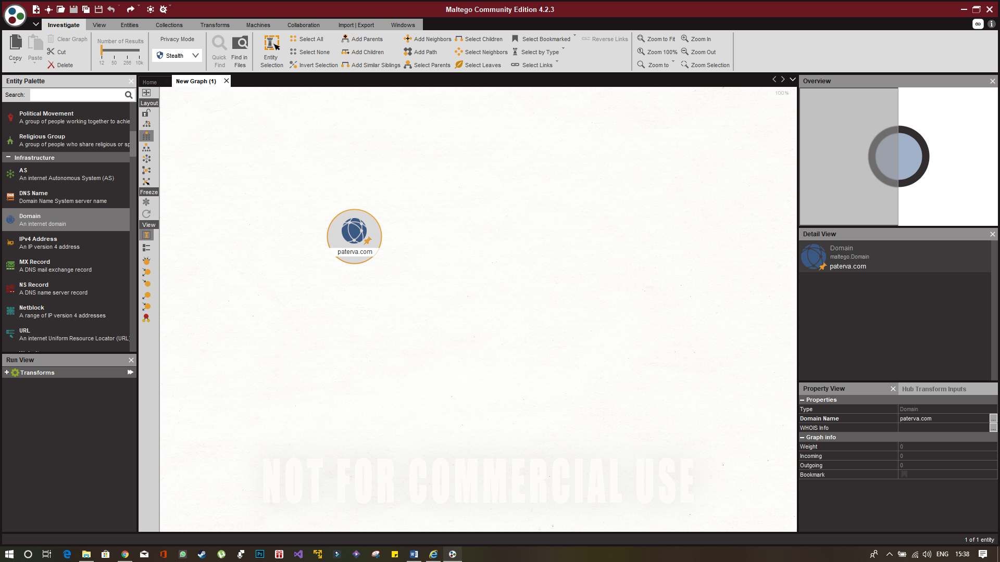 Maltego Community Edition 4.2.3
Investigate View Entities Collections Transforms Machines Collaboration Import | Export Windows
Copy
Paste
Clear Graph
Cut
Delete
Number of Results
12 50 256 10k
Privacy Mode
Stealth
Quick Find
Find in Files
Entity Selection
Select All
Select None
Invert Selection
Add Parents
Add Children
Add Similar Siblings
Add Neighbors
Add Path
Select Parents
Select Children
Select Neighbors
Select Leaves
Select Bookmarked
Select by Type
Select Links
Reverse Links
Zoom to Fit
Zoom 100%
Zoom to
Zoom In
Zoom Out
Zoom Selection
Entity Palette
Search:
Political Movement
A group of people working together to achie
Religious Group
A group of people who share religious or sp
Infrastructure
AS
An internet Autonomous System (AS)
DNS Name
Domain Name System server name
Domain
An internet domain
IPv4 Address
An IP version 4 address
MX Record
A DNS mail exchange record
NS Record
A DNS name server record
Netblock
A range of IP version 4 addresses
URL
An internet Uniform Resource Locator (URL)
Run View
Transforms
Home
New Graph (1)
Layout
Freeze
View
100%
paterva.com
NOT FOR COMMERCIAL USE
Overview
Detail View
Domain
maltego.Domain
paterva.com
Property View
Hub Transform Inputs
Properties
Type Domain
Domain Name paterva.com
WHOIS Info
Graph info
Weight 0
Incoming 0
Outgoing 0
Bookmark
1 of 1 entity
ENG 15:38